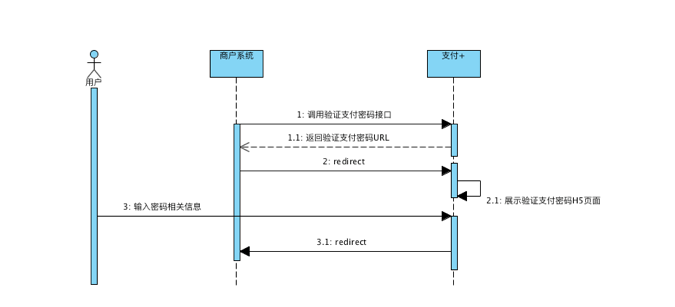 商户系统
支付+
用户
1: 调用验证支付密码接口
1.1: 返回验证支付密码URL
2: redirect
2.1: 展示验证支付密码H5页面
3: 输入密码相关信息
3.1: redirect